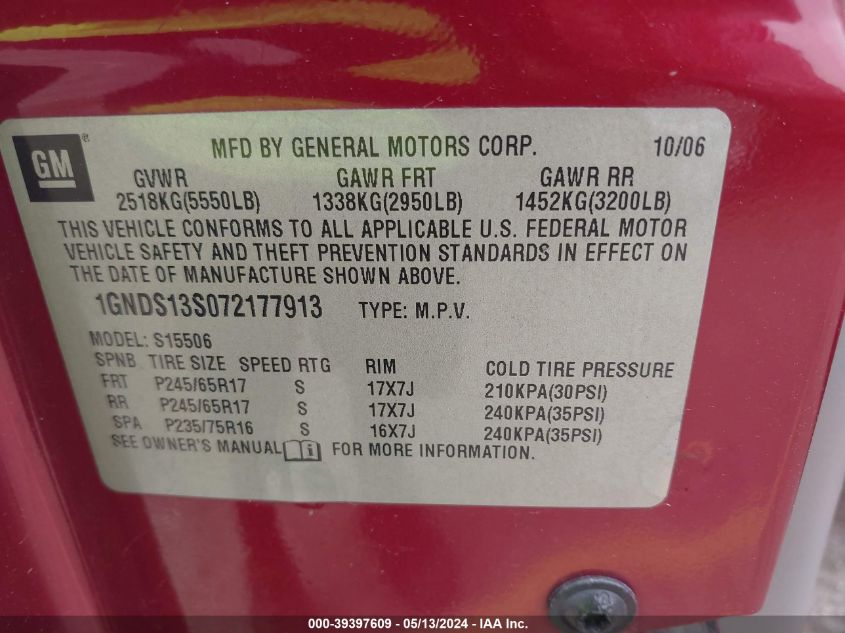 GM ® MFD BY GENERAL MOTORS CORP. 10/06
GVWR GAWR FRT GAWR RR
2518KG(5550LB) 1338KG(2950LB) 1452KG(3200LB)
THIS VEHICLE CONFORMS TO ALL APPLICABLE U.S. FEDERAL MOTOR
VEHICLE SAFETY AND THEFT PREVENTION STANDARDS IN EFFECT ON
THE DATE OF MANUFACTURE SHOWN ABOVE.
1GNDS13S072177913 TYPE: M.P.V.
MODEL: S15506
SPNB TIRE SIZE SPEED RTG RIM COLD TIRE PRESSURE
FRT P245/65R17 S 17X7J 210KPA(30PSI)
RR P245/65R17 S 17X7J 240KPA(35PSI)
SPA P235/75R16 S 16X7J 240KPA(35PSI)
SEE OWNER'S MANUAL i FOR MORE INFORMATION.
000-39397609 / 05/13/2024 - IAA Inc.